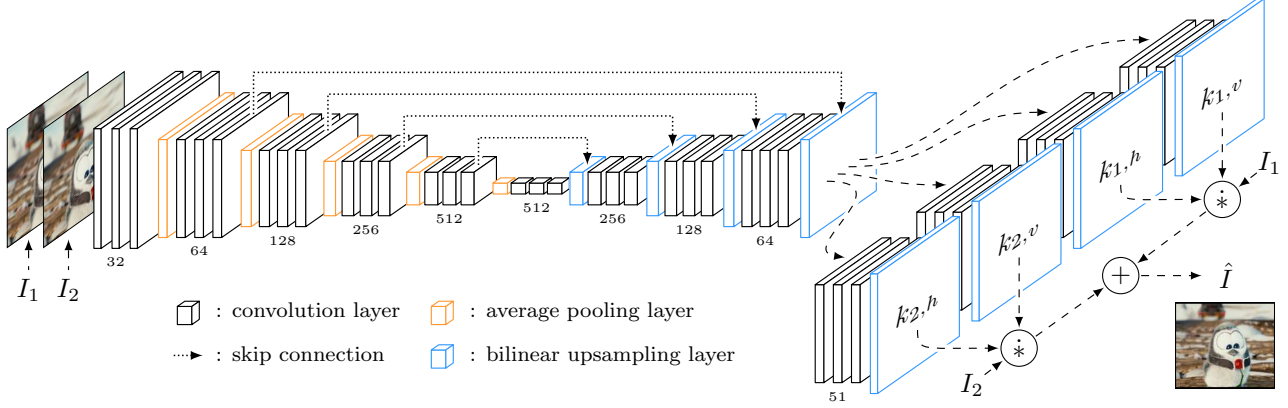 I₁
I₂
32
64
128
256
512
512
256
128
64
51
k₁,ᵥ
k₁,ₕ
k₂,ᵥ
k₂,ₕ
I₁
∗̇
+
Î
∗̇
I₂
: convolution layer
: average pooling layer
: skip connection
: bilinear upsampling layer